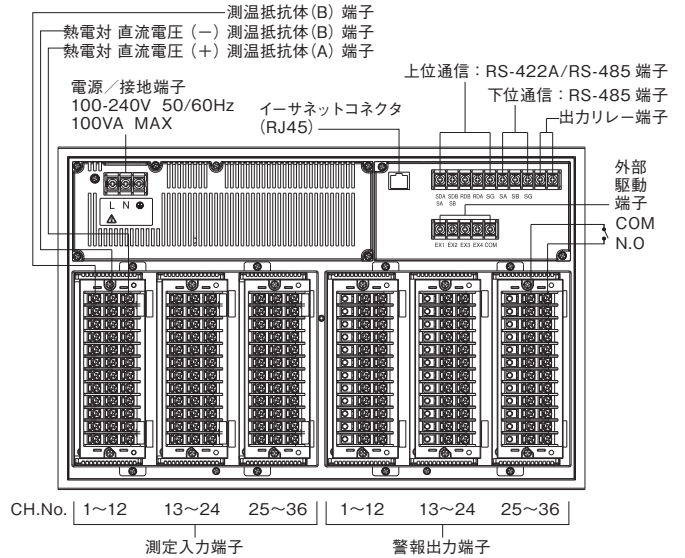 測温抵抗体(B) 端子
熱電対 直流電圧 (－) 測温抵抗体(B) 端子
熱電対 直流電圧 (＋) 測温抵抗体(A) 端子
上位通信：RS-422A/RS-485 端子
電源／接地端子
100-240V 50/60Hz
100VA MAX
イーサネットコネクタ
(RJ45)
下位通信：RS-485 端子
出力リレー端子
外部
駆動
端子
COM
N.O
L N
SDA SDB RDB RDA SG SA SB SG
SA SB
EX1 EX2 EX3 EX4 COM
CH.No. 1～12 13～24 25～36 1～12 13～24 25～36
測定入力端子 警報出力端子